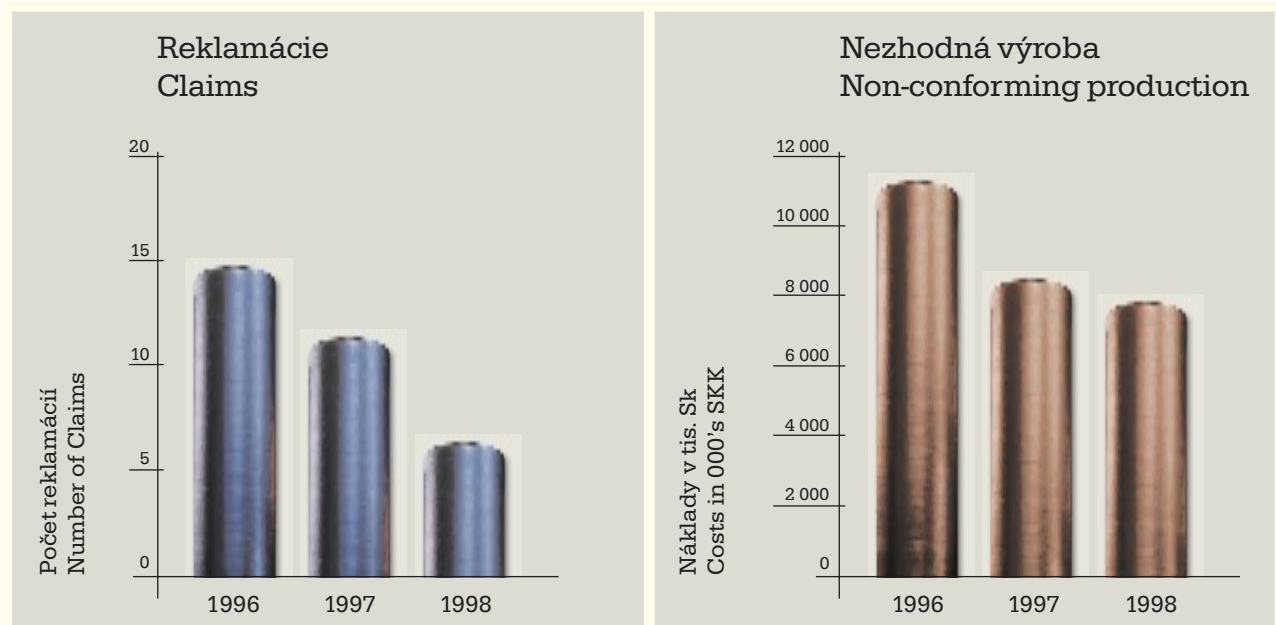 Reklamácie
Claims
20
15
10
5
0
Počet reklamácií
Number of Claims
1996 1997 1998
Nezhodná výroba
Non-conforming production
12 000
10 000
8 000
6 000
4 000
2 000
0
Náklady v tis. Sk
Costs in 000's SKK
1996 1997 1998